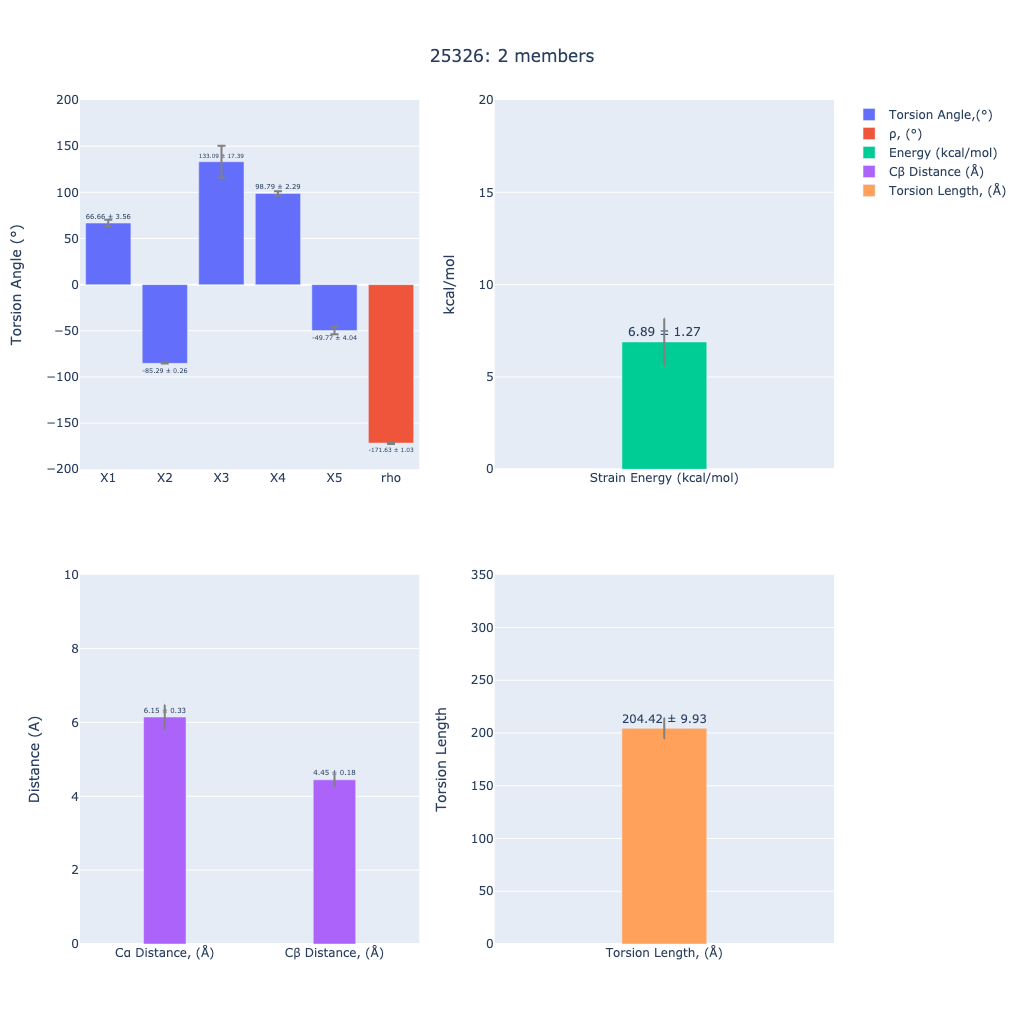 25326: 2 members
Torsion Angle (°)
200
150
100
50
0
−50
−100
−150
−200
66.66 ± 3.56
-85.29 ± 0.26
133.09 ± 17.39
98.79 ± 2.29
-49.77 ± 4.04
-171.63 ± 1.03
X1
X2
X3
X4
X5
rho
kcal/mol
20
15
10
5
0
6.89 ± 1.27
Strain Energy (kcal/mol)
Torsion Angle,(°)
ρ, (°)
Energy (kcal/mol)
Cβ Distance (Å)
Torsion Length, (Å)
Distance (A)
10
8
6
4
2
0
6.15 ± 0.33
4.45 ± 0.18
Cα Distance, (Å)
Cβ Distance, (Å)
Torsion Length
350
300
250
200
150
100
50
0
204.42 ± 9.93
Torsion Length, (Å)